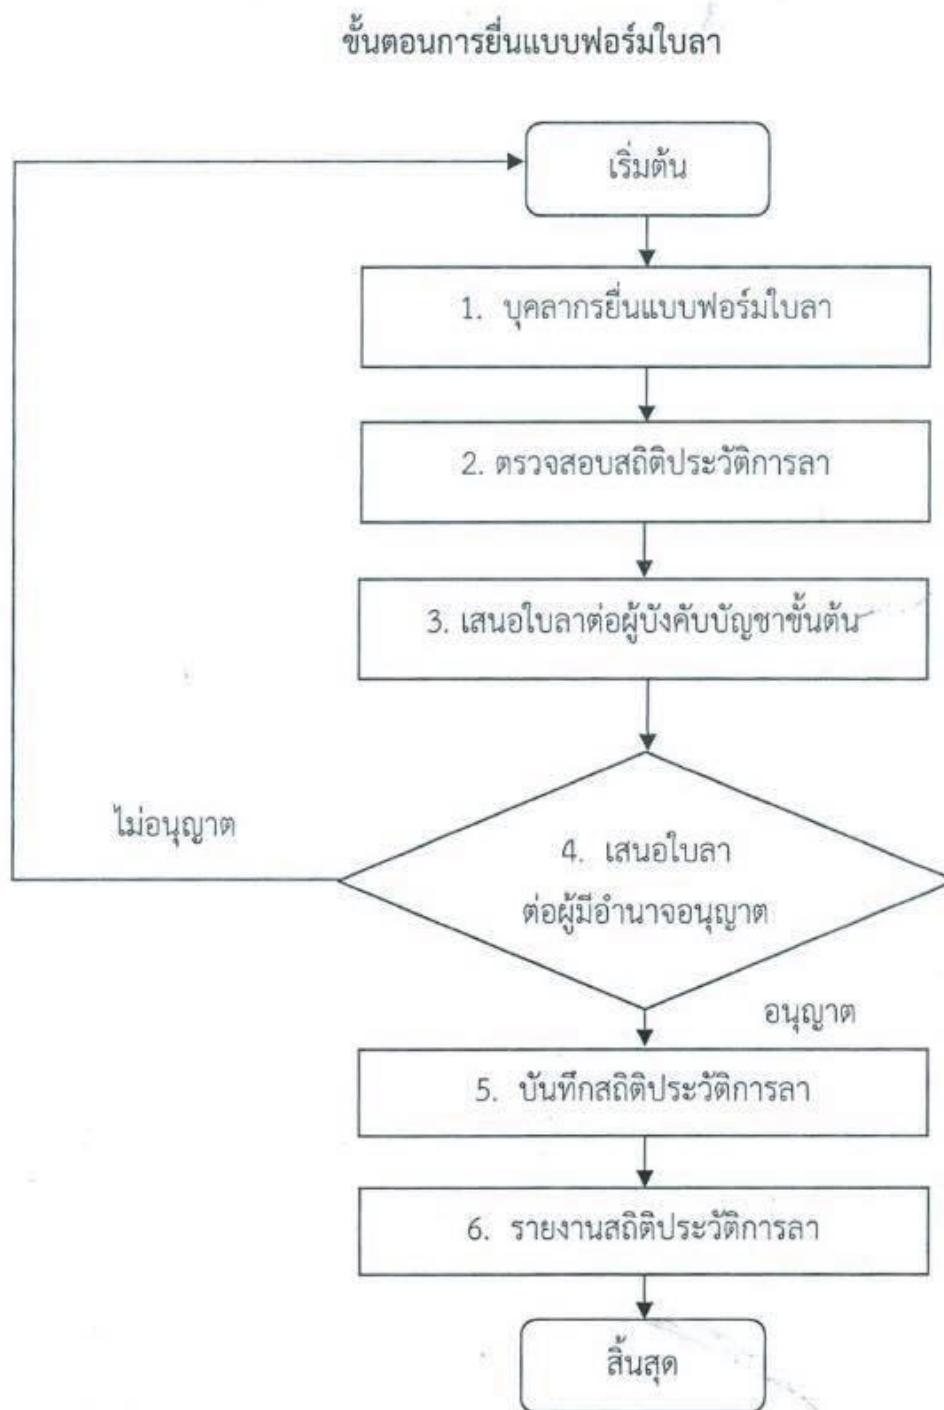 ขั้นตอนการยื่นแบบฟอร์มใบลา
เริ่มต้น
1. บุคลากรยื่นแบบฟอร์มใบลา
2. ตรวจสอบสถิติประวัติการลา
3. เสนอใบลาต่อผู้บังคับบัญชาขั้นต้น
ไม่อนุญาต
4. เสนอใบลา
ต่อผู้มีอำนาจอนุญาต
อนุญาต
5. บันทึกสถิติประวัติการลา
6. รายงานสถิติประวัติการลา
สิ้นสุด